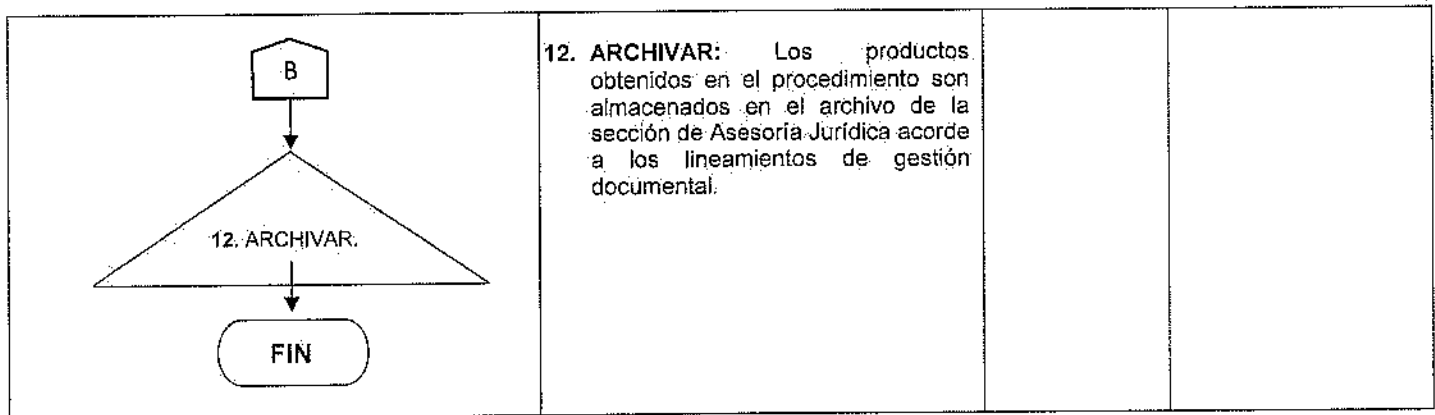 B
12. ARCHIVAR.
FIN
12. ARCHIVAR: Los productos
obtenidos en el procedimiento son
almacenados en el archivo de la
sección de Asesoría Jurídica acorde
a los lineamientos de gestión
documental.